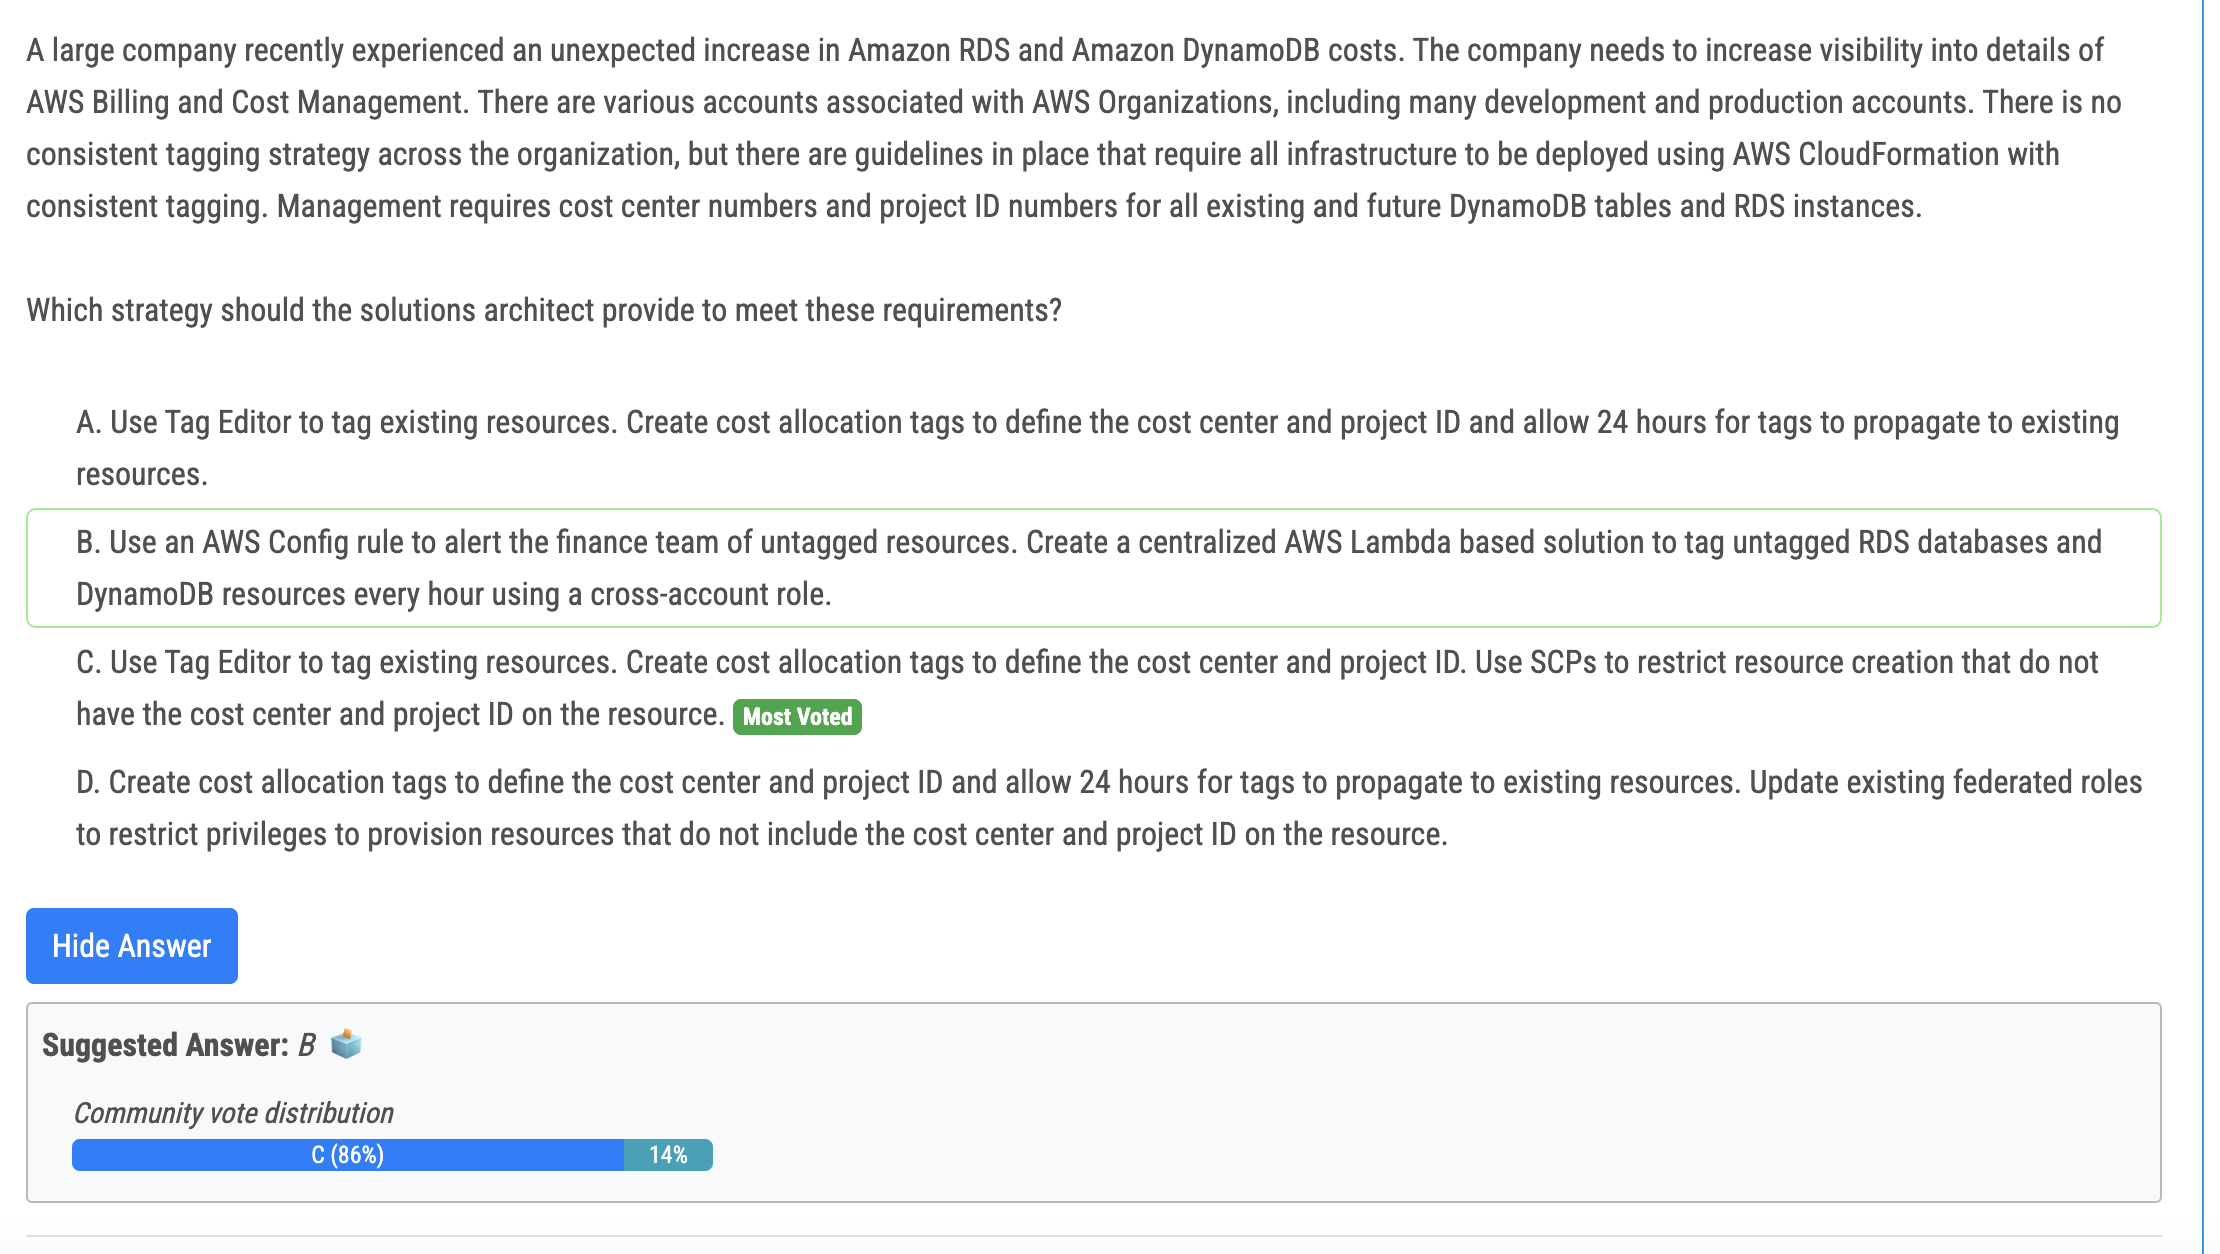 A large company recently experienced an unexpected increase in Amazon RDS and Amazon DynamoDB costs. The company needs to increase visibility into details of
AWS Billing and Cost Management. There are various accounts associated with AWS Organizations, including many development and production accounts. There is no
consistent tagging strategy across the organization, but there are guidelines in place that require all infrastructure to be deployed using AWS CloudFormation with
consistent tagging. Management requires cost center numbers and project ID numbers for all existing and future DynamoDB tables and RDS instances.
Which strategy should the solutions architect provide to meet these requirements?
A. Use Tag Editor to tag existing resources. Create cost allocation tags to define the cost center and project ID and allow 24 hours for tags to propagate to existing
resources.
B. Use an AWS Config rule to alert the finance team of untagged resources. Create a centralized AWS Lambda based solution to tag untagged RDS databases and
DynamoDB resources every hour using a cross-account role.
C. Use Tag Editor to tag existing resources. Create cost allocation tags to define the cost center and project ID. Use SCPs to restrict resource creation that do not
have the cost center and project ID on the resource. Most Voted
D. Create cost allocation tags to define the cost center and project ID and allow 24 hours for tags to propagate to existing resources. Update existing federated roles
to restrict privileges to provision resources that do not include the cost center and project ID on the resource.
Hide Answer
Suggested Answer: B
Community vote distribution
C (86%) 14%